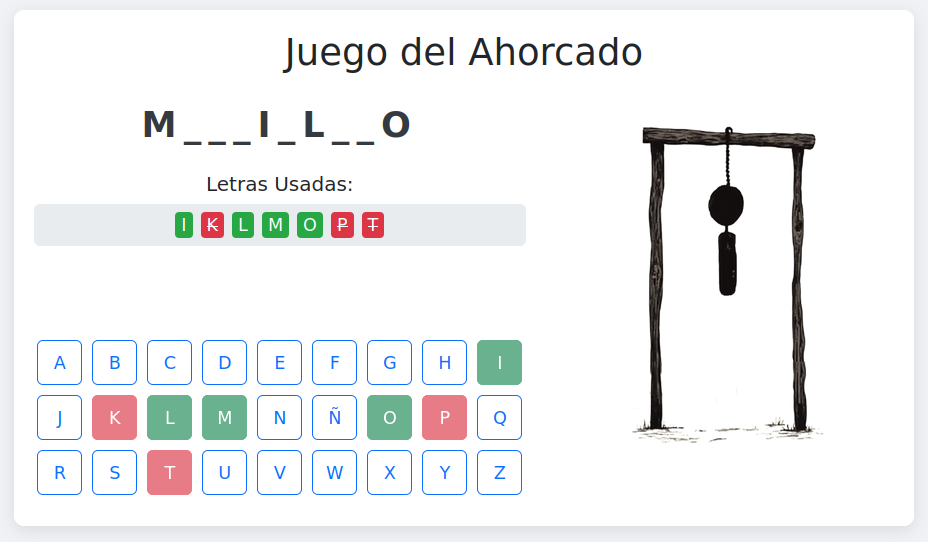 Juego del Ahorcado
M _ _ _ I _ L _ _ O
Letras Usadas:
I K L M O P T
A B C D E F G H I
J K L M N Ñ O P Q
R S T U V W X Y Z